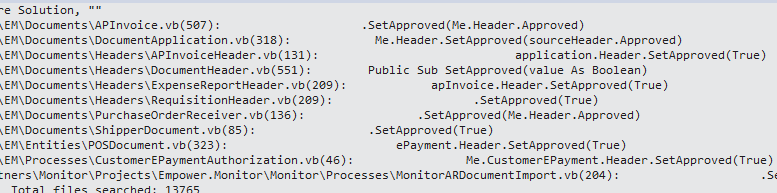 re Solution, ""
\EM\Documents\APInvoice.vb(507): .SetApproved(Me.Header.Approved)
\EM\Documents\DocumentApplication.vb(318): Me.Header.SetApproved(sourceHeader.Approved)
\EM\Documents\Headers\APInvoiceHeader.vb(131): application.Header.SetApproved(True)
\EM\Documents\Headers\DocumentHeader.vb(551): Public Sub SetApproved(value As Boolean)
\EM\Documents\Headers\ExpenseReportHeader.vb(209): apInvoice.Header.SetApproved(True)
\EM\Documents\Headers\RequisitionHeader.vb(209): .SetApproved(True)
\EM\Documents\PurchaseOrderReceiver.vb(136): .SetApproved(Me.Header.Approved)
\EM\Documents\ShipperDocument.vb(85): .SetApproved(True)
\EM\Entities\POSDocument.vb(323): ePayment.Header.SetApproved(True)
\EM\Processes\CustomerEPaymentAuthorization.vb(46): Me.CustomerEPayment.Header.SetApproved(True)
tners\Monitor\Projects\Empower.Monitor\Monitor\Processes\MonitorARDocumentImport.vb(204): .Se
Total files searched: 13765